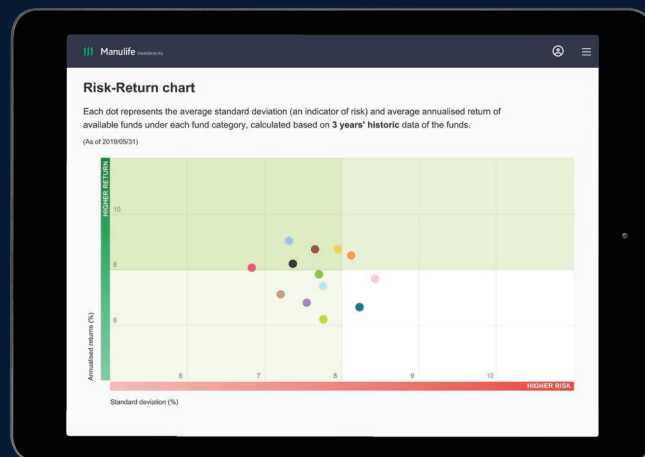 Manulife Investments
Risk-Return chart
Each dot represents the average standard deviation (an indicator of risk) and average annualised return of
available funds under each fund category, calculated based on 3 years' historic data of the funds.
(As of 2019/05/31)
HIGHER RETURN
10
8
6
Annualised returns (%)
6
7
8
9
10
HIGHER RISK
Standard deviation (%)